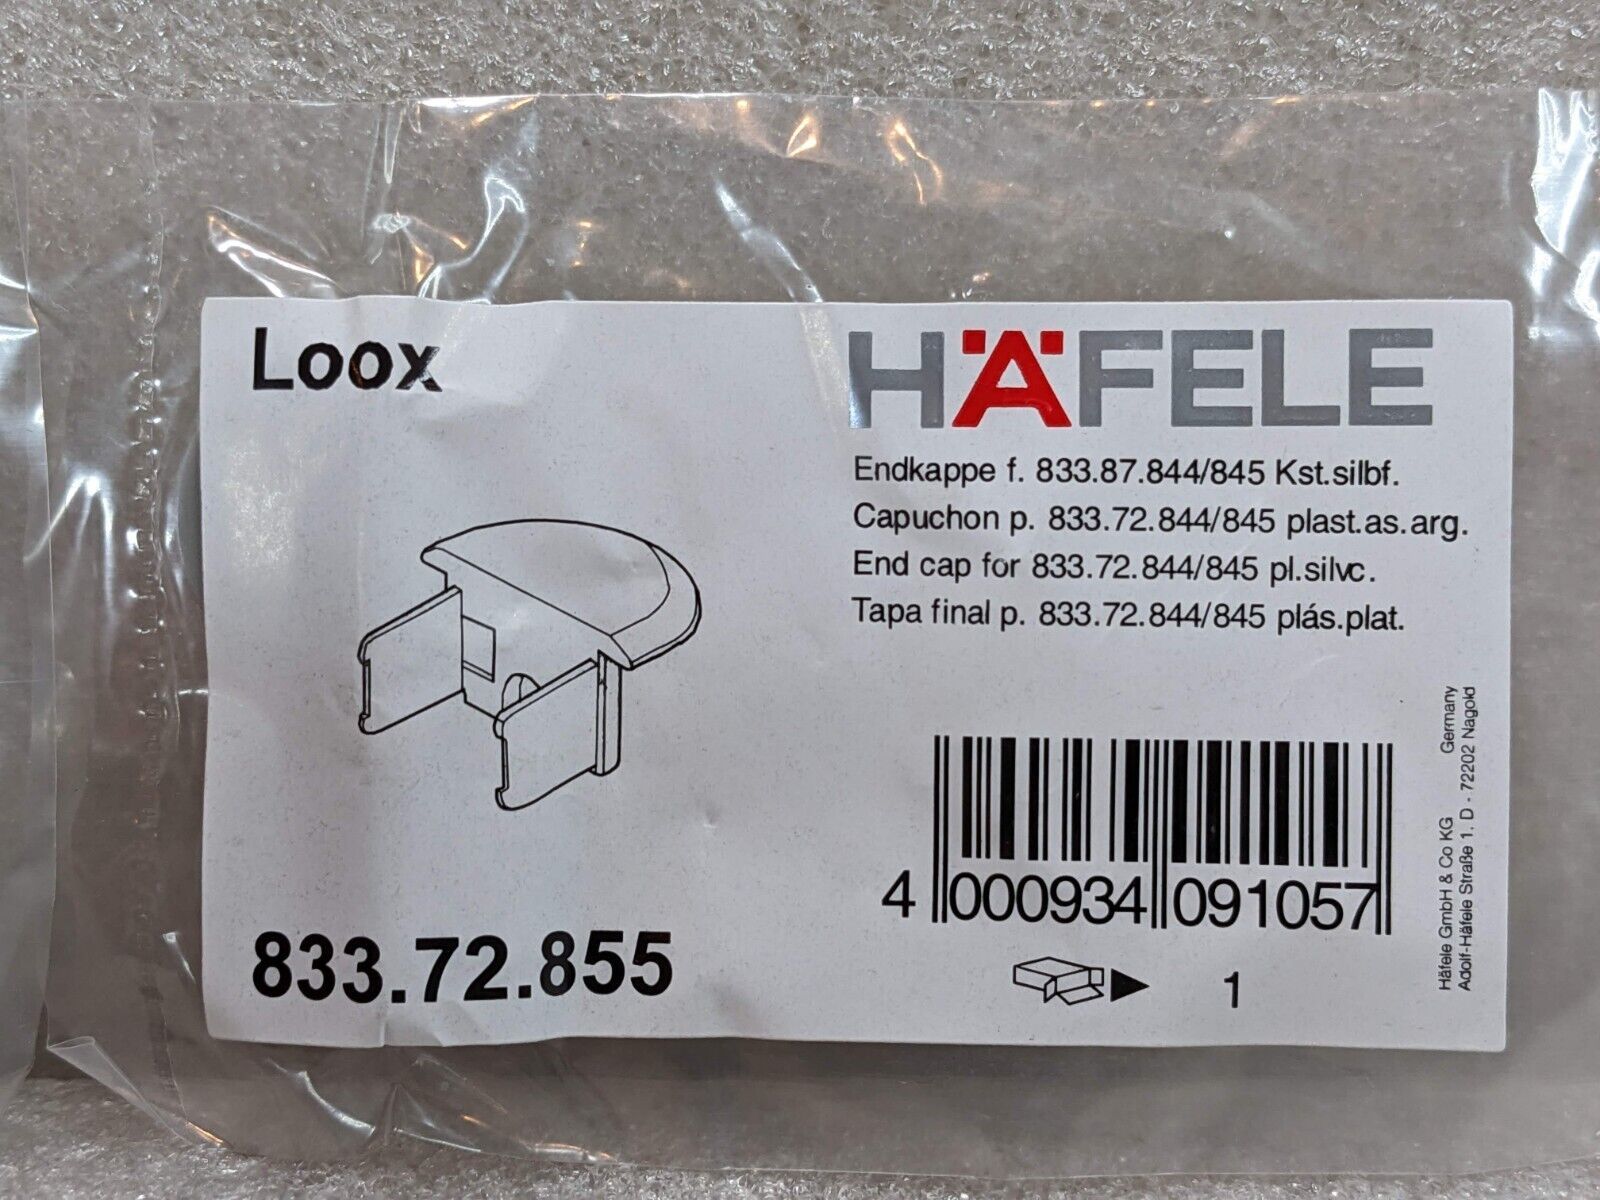 Loox
HÄFELE
Endkappe f. 833.87.844/845 Kst.silbf.
Capuchon p. 833.72.844/845 plast.as.arg.
End cap for 833.72.844/845 pl.silvc.
Tapa final p. 833.72.844/845 plás.plat.
4 000934 091057
833.72.855
1
Häfele GmbH & Co KG Germany
Adolf-Häfele Straße 1. D - 72202 Nagold